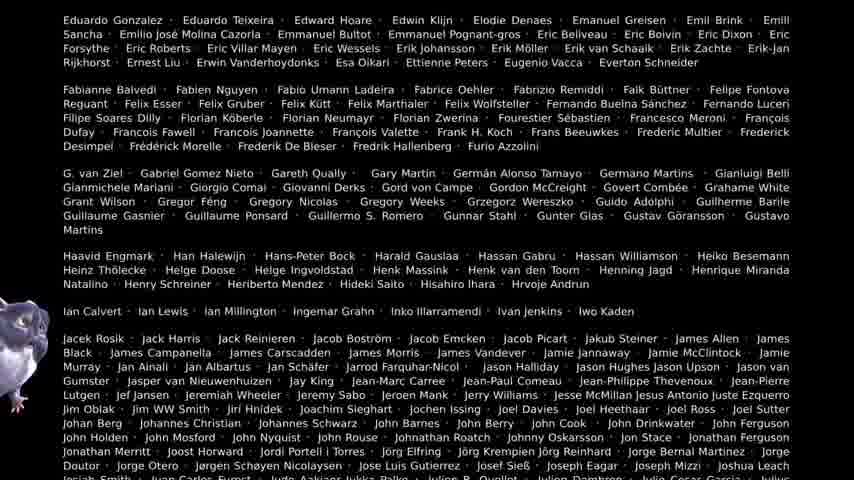 Eduardo Gonzalez · Eduardo Teixeira · Edward Hoare · Edwin Klijn · Elodie Denaes · Emanuel Greisen · Emil Brink · Emill
Sancha · Emilio José Molina Cazorla · Emmanuel Bultot · Emmanuel Pognant-gros · Eric Beliveau · Eric Boivin · Eric Dixon · Eric
Forsythe · Eric Roberts · Eric Villar Mayen · Eric Wessels · Erik Johansson · Erik Möller · Erik van Schaaik · Erik Zachte · Erik-Jan
Rijkhorst · Ernest Liu · Erwin Vanderhoydonks · Esa Oikari · Ettienne Peters · Eugenio Vacca · Everton Schneider
Fabianne Balvedi · Fabien Nguyen · Fabio Umann Ladeira · Fabrice Oehler · Fabrizio Remiddi · Falk Büttner · Felipe Fontova
Reguant · Felix Esser · Felix Gruber · Felix Kütt · Felix Marthaler · Felix Wolfsteller · Fernando Buelna Sánchez · Fernando Luceri
Filipe Soares Dilly · Florian Köberle · Florian Neumayr · Florian Zwerina · Fourestier Sébastien · Francesco Meroni · François
Dufay · Francois Fawell · Francois Joannette · François Valette · Frank H. Koch · Frans Beeuwkes · Frederic Multier · Frederick
Desimpel · Frédérick Morelle · Frederik De Bleser · Fredrik Hallenberg · Furio Azzolini
G. van Ziel · Gabriel Gomez Nieto · Gareth Qually · Gary Martin · Germán Alonso Tamayo · Germano Martins · Gianluigi Belli
Gianmichele Mariani · Giorgio Comai · Giovanni Derks · Gord von Campe · Gordon McCreight · Govert Combée · Grahame White
Grant Wilson · Gregor Féng · Gregory Nicolas · Gregory Weeks · Grzegorz Wereszko · Guido Adolphi · Guilherme Barile
Guillaume Gasnier · Guillaume Ponsard · Guillermo S. Romero · Gunnar Stahl · Gunter Glas · Gustav Göransson · Gustavo
Martins
Haavid Engmark · Han Halewijn · Hans-Peter Bock · Harald Gauslaa · Hassan Gabru · Hassan Williamson · Heiko Besemann
Heinz Thölecke · Helge Doose · Helge Ingvoldstad · Henk Massink · Henk van den Toorn · Henning Jagd · Henrique Miranda
Natalino · Henry Schreiner · Heriberto Mendez · Hideki Saito · Hisahiro Ihara · Hrvoje Andrun
Ian Calvert · Ian Lewis · Ian Millington · Ingemar Grahn · Inko Illarramendi · Ivan Jenkins · Iwo Kaden
Jacek Rosik · Jack Harris · Jack Reinieren · Jacob Boström · Jacob Emcken · Jacob Picart · Jakub Steiner · James Allen · James
Black · James Campanella · James Carscadden · James Morris · James Vandever · Jamie Jannaway · Jamie McClintock · Jamie
Murray · Jan Ainali · Jan Albartus · Jan Schäfer · Jarrod Farquhar-Nicol · Jason Halliday · Jason Hughes Jason Upson · Jason van
Gumster · Jasper van Nieuwenhuizen · Jay King · Jean-Marc Carree · Jean-Paul Comeau · Jean-Philippe Thevenoux · Jean-Pierre
Lutgen · Jef Jansen · Jeremiah Wheeler · Jeremy Sabo · Jeroen Mank · Jerry Williams · Jesse McMillan Jesus Antonio Juste Ezquerro
Jim Oblak · Jim WW Smith · Jirí Hnídek · Joachim Sieghart · Jochen Issing · Joel Davies · Joel Heethaar · Joel Ross · Joel Sutter
Johan Berg · Johannes Christian · Johannes Schwarz · John Barnes · John Berry · John Cook · John Drinkwater · John Ferguson
John Holden · John Mosford · John Nyquist · John Rouse · Johnathan Roatch · Johnny Oskarsson · Jon Stace · Jonathan Ferguson
Jonathan Merritt · Joost Howard · Jordi Portell i Torres · Jörg Elfring · Jörg Krempien Jörg Reinhard · Jorge Bernal Martinez · Jorge
Doutor · Jorge Otero · Jørgen Schøyen Nicolaysen · Jose Luis Gutierrez · Josef Sieß · Joseph Eagar · Joseph Mizzi · Joshua Leach